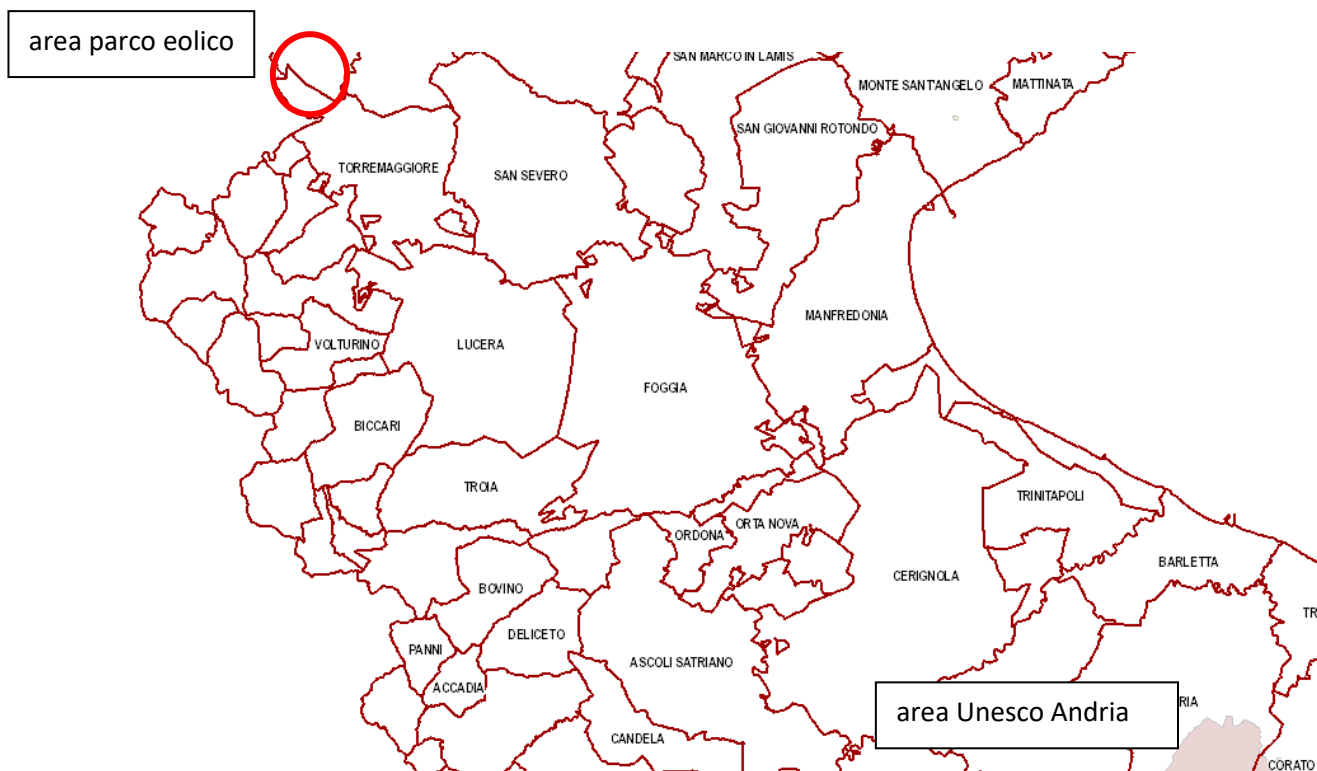 area parco eolico
SAN MARCO IN LAMIS
MONTE SANT'ANGELO
MATTINATA
SAN GIOVANNI ROTONDO
TORREMAGGIORE
SAN SEVERO
MANFREDONIA
VOLTURINO
LUCERA
FOGGIA
BICCARI
TROIA
TRINITAPOLI
ORDONA
ORTA NOVA
BARLETTA
CERIGNOLA
BOVINO
TR
DELICETO
PANNI
ASCOLI SATRIANO
ACCADIA
area Unesco Andria
RIA
CANDELA
CORATO